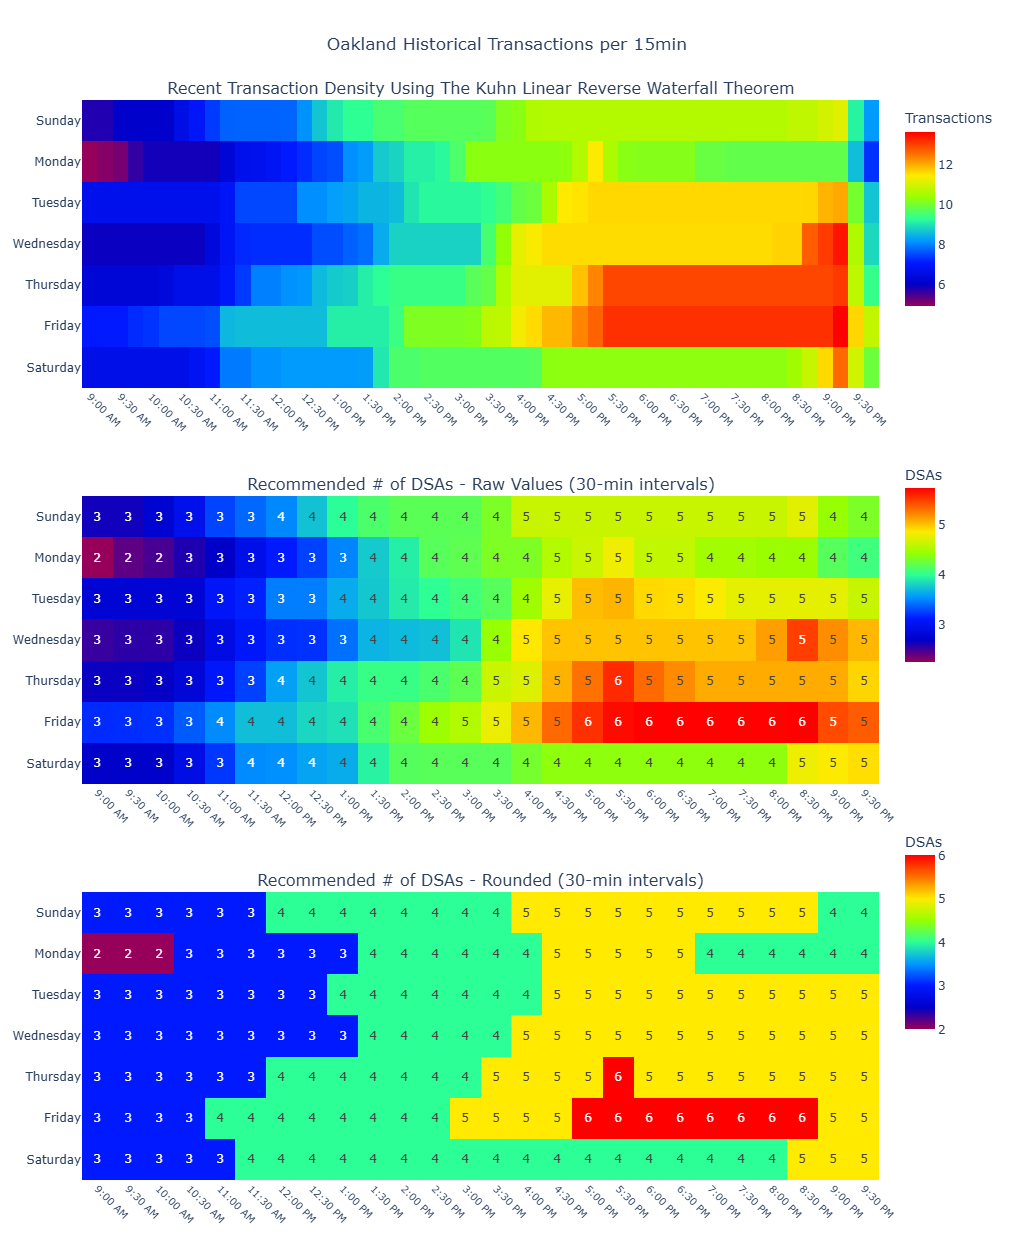 Oakland Historical Transactions per 15min
Recent Transaction Density Using The Kuhn Linear Reverse Waterfall Theorem
Transactions
Sunday
Monday
Tuesday
Wednesday
Thursday
Friday
Saturday
12
10
8
6
9:00 AM 9:30 AM 10:00 AM 10:30 AM 11:00 AM 11:30 AM 12:00 PM 12:30 PM 1:00 PM 1:30 PM 2:00 PM 2:30 PM 3:00 PM 3:30 PM 4:00 PM 4:30 PM 5:00 PM 5:30 PM 6:00 PM 6:30 PM 7:00 PM 7:30 PM 8:00 PM 8:30 PM 9:00 PM 9:30 PM
Recommended # of DSAs - Raw Values (30-min intervals)
DSAs
Sunday 3 3 3 3 3 3 4 4 4 4 4 4 4 4 5 5 5 5 5 5 5 5 5 5 4 4
Monday 2 2 2 3 3 3 3 3 3 4 4 4 4 4 4 5 5 5 5 5 4 4 4 4 4 4
Tuesday 3 3 3 3 3 3 3 3 4 4 4 4 4 4 4 5 5 5 5 5 5 5 5 5 5 5
Wednesday 3 3 3 3 3 3 3 3 3 4 4 4 4 4 5 5 5 5 5 5 5 5 5 5 5 5
Thursday 3 3 3 3 3 3 4 4 4 4 4 4 4 5 5 5 5 6 5 5 5 5 5 5 5 5
Friday 3 3 3 3 4 4 4 4 4 4 4 4 5 5 5 5 6 6 6 6 6 6 6 6 5 5
Saturday 3 3 3 3 3 4 4 4 4 4 4 4 4 4 4 4 4 4 4 4 4 4 4 5 5 5
5
4
3
9:00 AM 9:30 AM 10:00 AM 10:30 AM 11:00 AM 11:30 AM 12:00 PM 12:30 PM 1:00 PM 1:30 PM 2:00 PM 2:30 PM 3:00 PM 3:30 PM 4:00 PM 4:30 PM 5:00 PM 5:30 PM 6:00 PM 6:30 PM 7:00 PM 7:30 PM 8:00 PM 8:30 PM 9:00 PM 9:30 PM
Recommended # of DSAs - Rounded (30-min intervals)
DSAs
Sunday 3 3 3 3 3 3 4 4 4 4 4 4 4 4 5 5 5 5 5 5 5 5 5 5 4 4
Monday 2 2 2 3 3 3 3 3 3 4 4 4 4 4 4 5 5 5 5 5 4 4 4 4 4 4
Tuesday 3 3 3 3 3 3 3 3 4 4 4 4 4 4 4 5 5 5 5 5 5 5 5 5 5 5
Wednesday 3 3 3 3 3 3 3 3 3 4 4 4 4 4 5 5 5 5 5 5 5 5 5 5 5 5
Thursday 3 3 3 3 3 3 4 4 4 4 4 4 4 5 5 5 5 6 5 5 5 5 5 5 5 5
Friday 3 3 3 3 4 4 4 4 4 4 4 4 5 5 5 5 6 6 6 6 6 6 6 6 5 5
Saturday 3 3 3 3 3 4 4 4 4 4 4 4 4 4 4 4 4 4 4 4 4 4 4 5 5 5
6
5
4
3
2
9:00 AM 9:30 AM 10:00 AM 10:30 AM 11:00 AM 11:30 AM 12:00 PM 12:30 PM 1:00 PM 1:30 PM 2:00 PM 2:30 PM 3:00 PM 3:30 PM 4:00 PM 4:30 PM 5:00 PM 5:30 PM 6:00 PM 6:30 PM 7:00 PM 7:30 PM 8:00 PM 8:30 PM 9:00 PM 9:30 PM